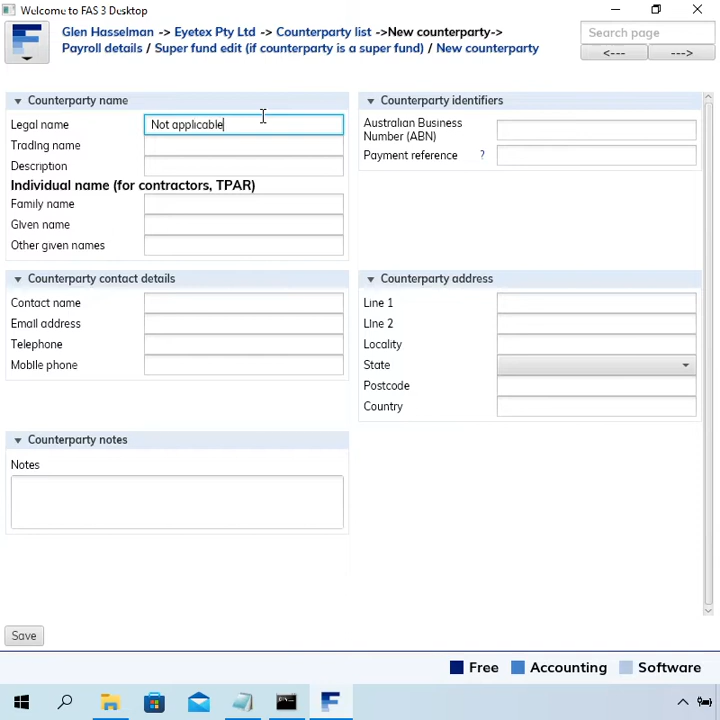 Welcome to FAS 3 Desktop
Glen Hasselman -> Eyetex Pty Ltd -> Counterparty list ->New counterparty->
Payroll details / Super fund edit (if counterparty is a super fund) / New counterparty
Search page
<---
--->
Counterparty name
Legal name
Not applicable
Trading name
Description
Individual name (for contractors, TPAR)
Family name
Given name
Other given names
Counterparty identifiers
Australian Business
Number (ABN)
Payment reference ?
Counterparty contact details
Contact name
Email address
Telephone
Mobile phone
Counterparty address
Line 1
Line 2
Locality
State
Postcode
Country
Counterparty notes
Notes
Save
Free Accounting Software